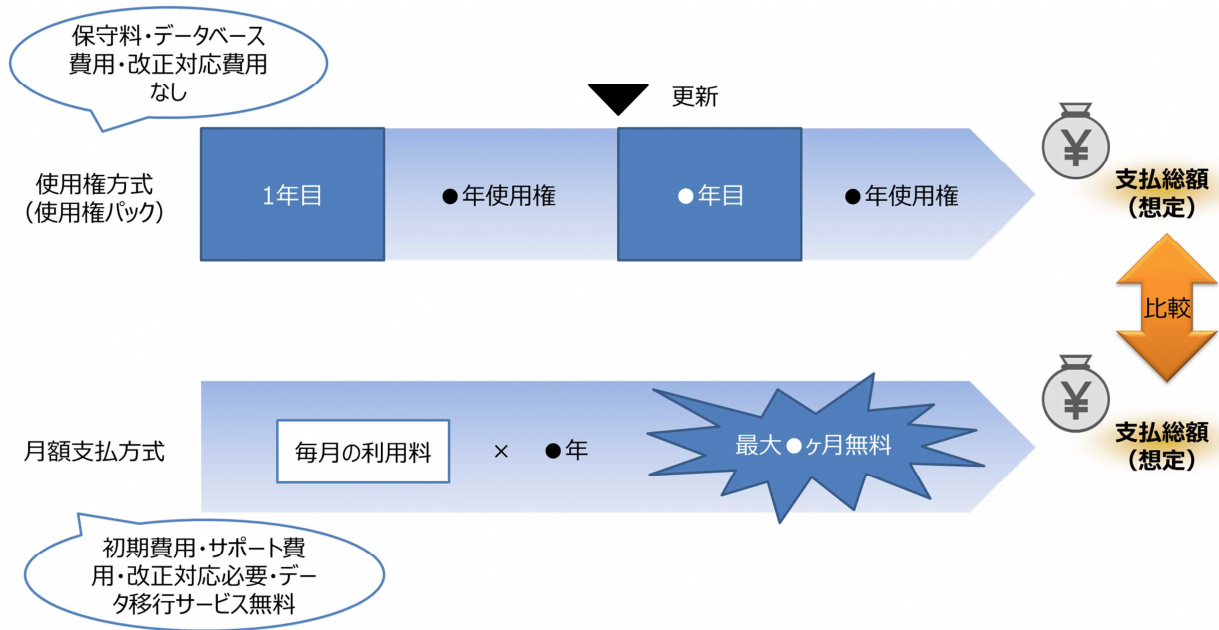 保守料・データベース
費用・改正対応費用
なし
更新
使用権方式
（使用権パック）
1年目
●年使用権
●年目
●年使用権
¥
支払総額
（想定）
比較
月額支払方式
毎月の利用料
×
●年
最大●ヶ月無料
¥
支払総額
（想定）
初期費用・サポート費
用・改正対応必要・デー
タ移行サービス無料